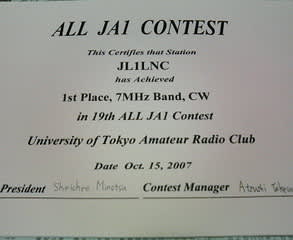 ALL JA1 CONTEST
This Certifies that Station
JL1LNC
has Achieved
1st Place, 7MHz Band, CW
in 19th ALL JA1 Contest
University of Tokyo Amateur Radio Club
Date Oct. 15, 2007
President Contest Manager Atsushi